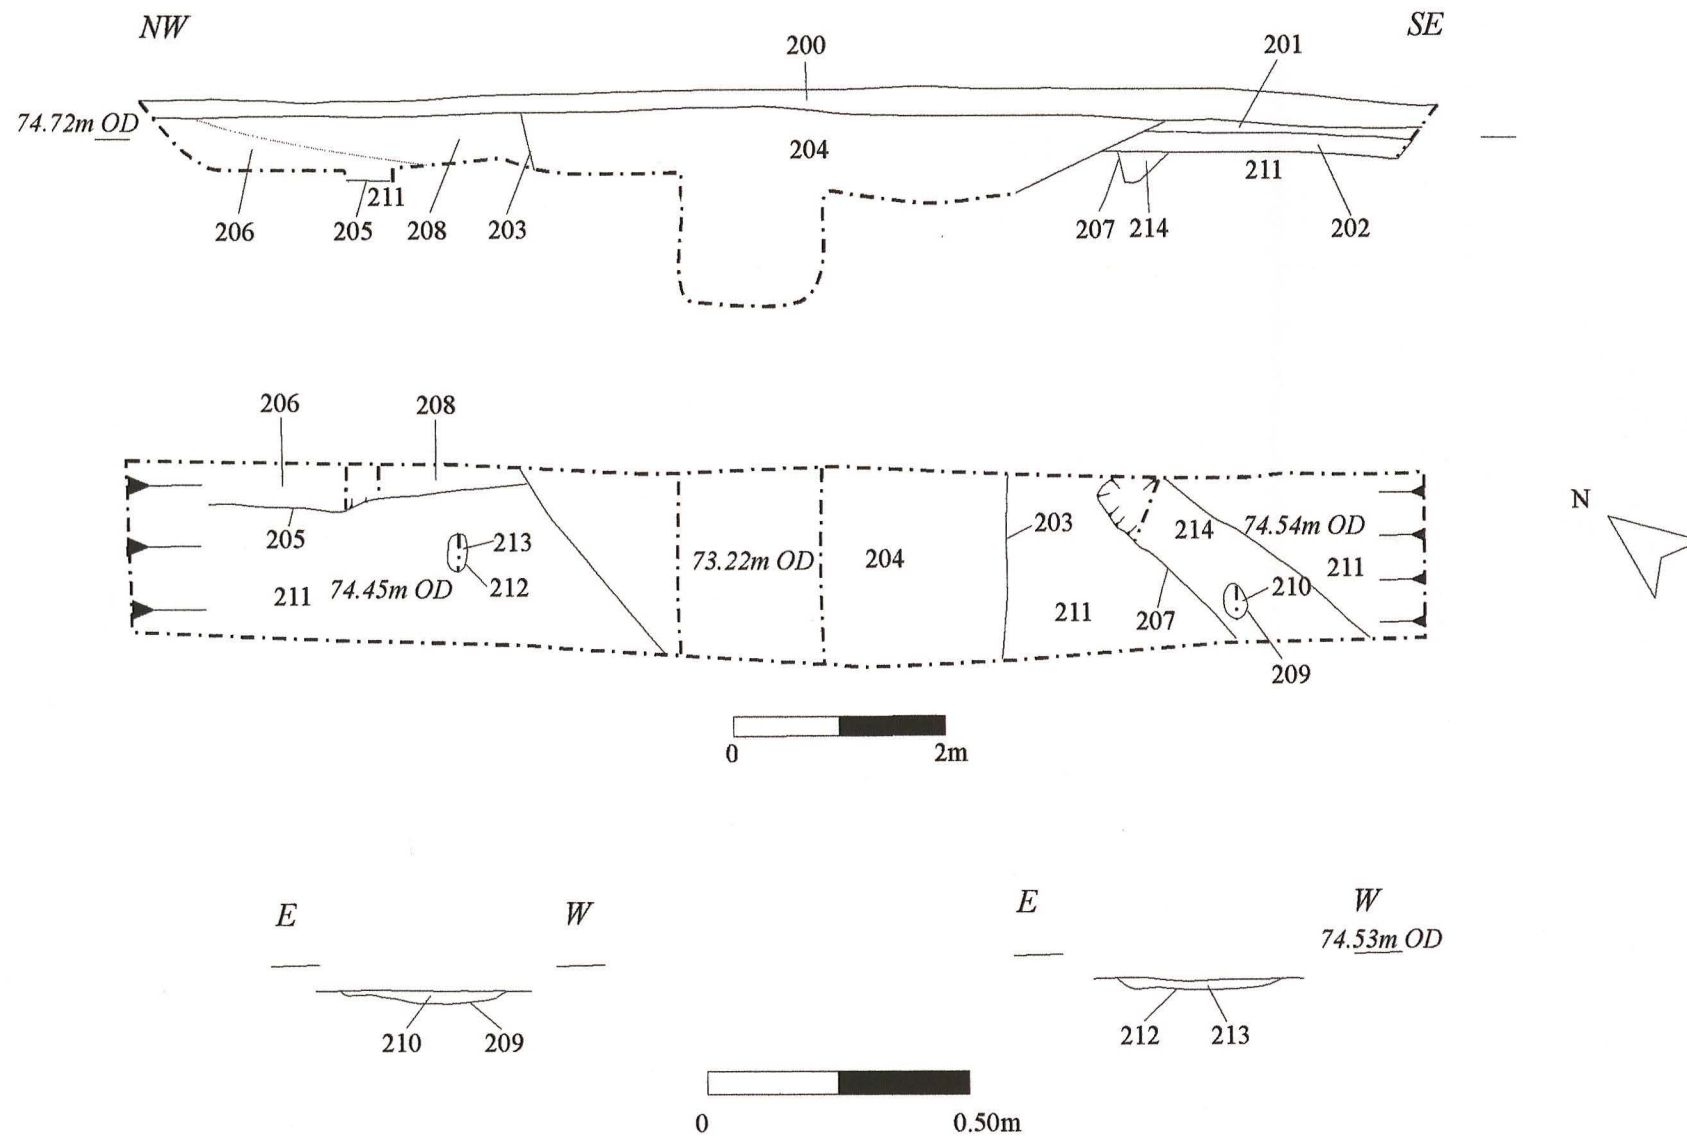 NW SE
200 201
74.72m OD
204
211 211
206 205 208 203 207 214 202
206 208
N
203 214 74.54m OD
205 213
73.22m OD 204 211
211 74.45m OD 212 210
211 207
209
0 2m
E W E W
74.53m OD
210 209 212 213
0 0.50m